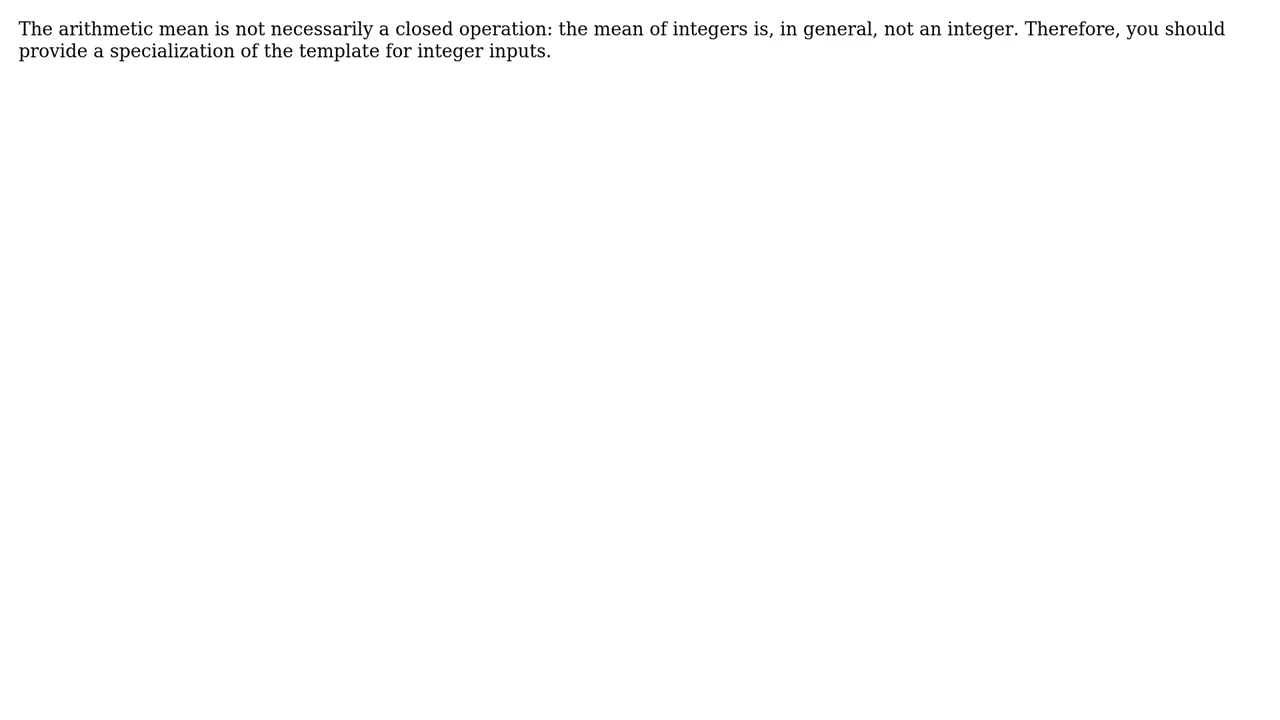 The arithmetic mean is not necessarily a closed operation: the mean of integers is, in general, not an integer. Therefore, you should
provide a specialization of the template for integer inputs.